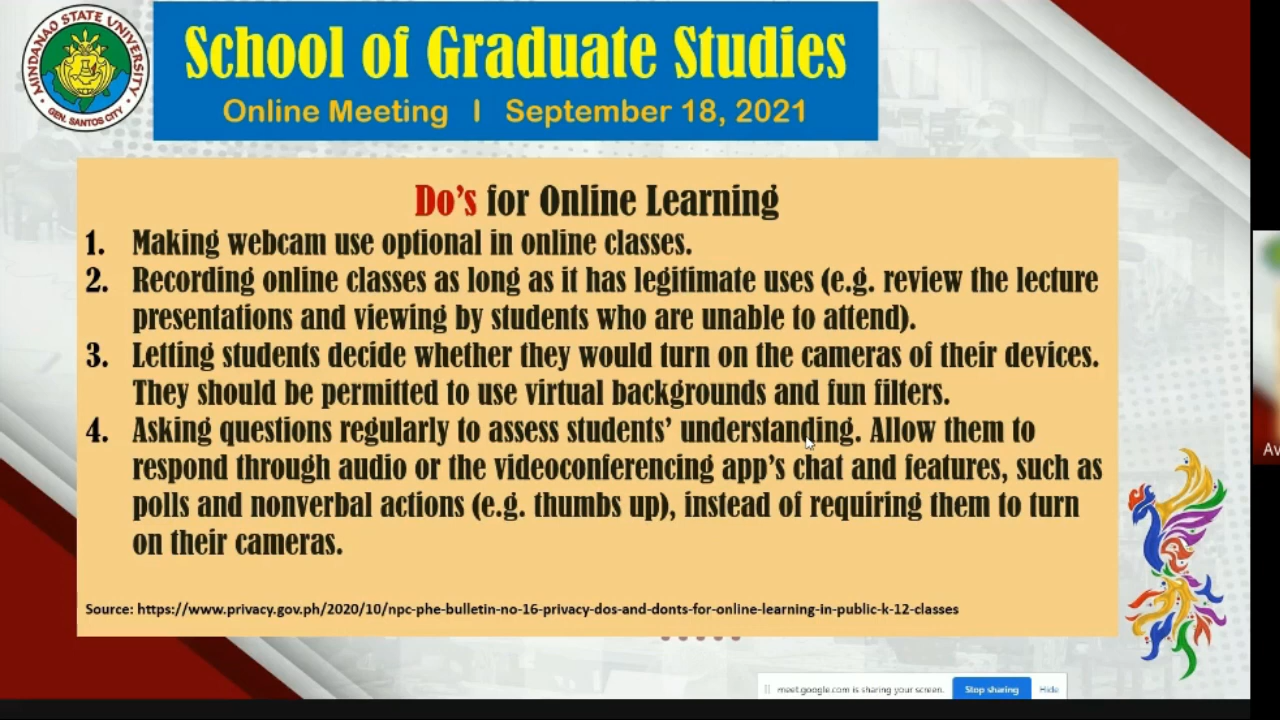 MINDANAO STATE UNIVERSITY
GEN. SANTOS CITY
School of Graduate Studies
Online Meeting | September 18, 2021
Do's for Online Learning
1. Making webcam use optional in online classes.
2. Recording online classes as long as it has legitimate uses (e.g. review the lecture
presentations and viewing by students who are unable to attend).
3. Letting students decide whether they would turn on the cameras of their devices.
They should be permitted to use virtual backgrounds and fun filters.
4. Asking questions regularly to assess students' understanding. Allow them to
respond through audio or the videoconferencing app's chat and features, such as
polls and nonverbal actions (e.g. thumbs up), instead of requiring them to turn
on their cameras.
Source: https://www.privacy.gov.ph/2020/10/npc-phe-bulletin-no-16-privacy-dos-and-donts-for-online-learning-in-public-k-12-classes
Av
meet.google.com is sharing your screen. Stop sharing Hide